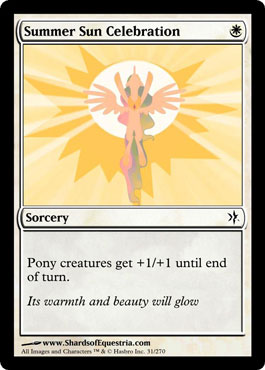 Summer Sun Celebration
Sorcery
Pony creatures get +1/+1 until end
of turn.
Its warmth and beauty will glow
www.ShardsofEquestria.com
All Images and Characters ™ & © Hasbro Inc. 31/270